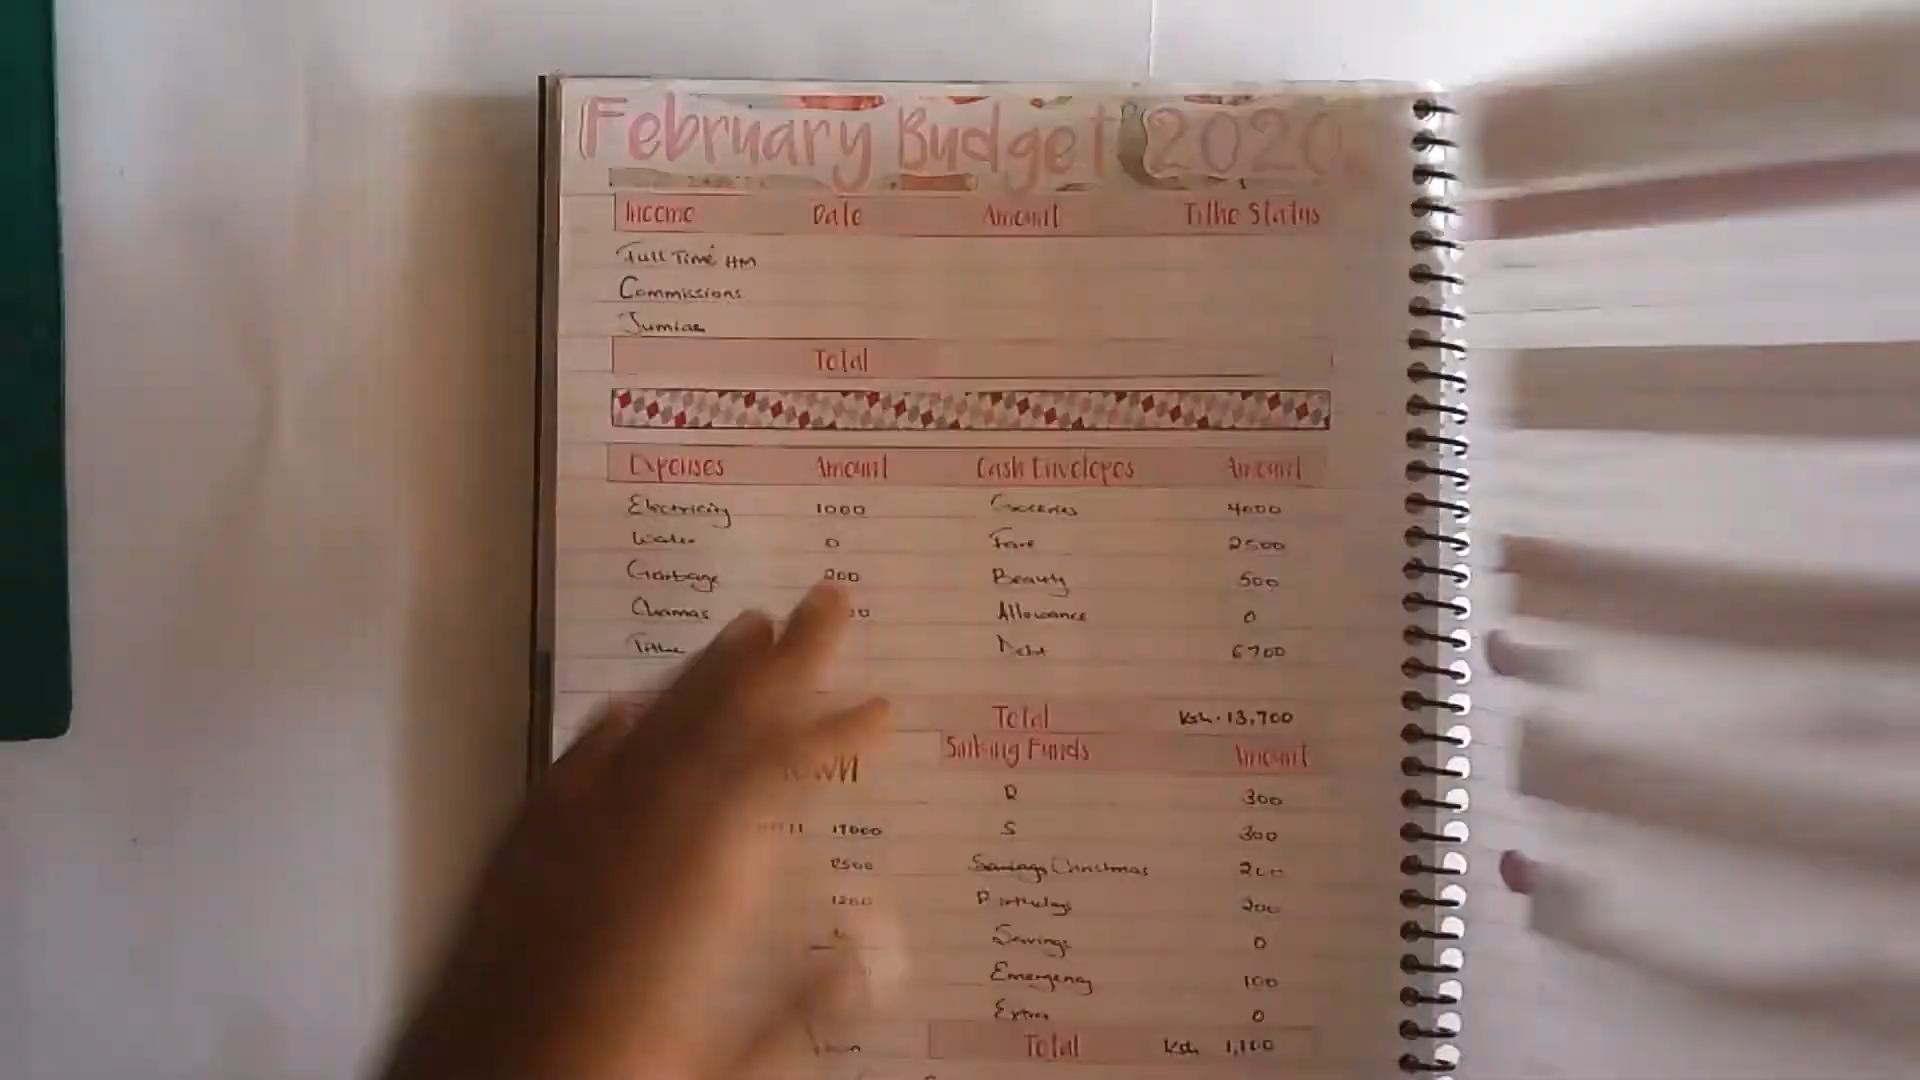 February Budget 2020
Income Date Amount Tithe Status
Full Time HM
Commissions
Jumiae
Total
Expenses Amount Cash Envelopes Amount
Electricity 1000 Groceries 4000
Water 0 Fare 2500
Garbage 200 Beauty 500
Chamas Allowance 0
Tithe Debt 6700
Total Ksh. 13,700
Sinking Funds Amount
R 300
17000 S 300
2500 Savings Christmas 200
1200 Birthdays 200
Savings 0
Emergency 100
Extra 0
Total Ksh 1,100